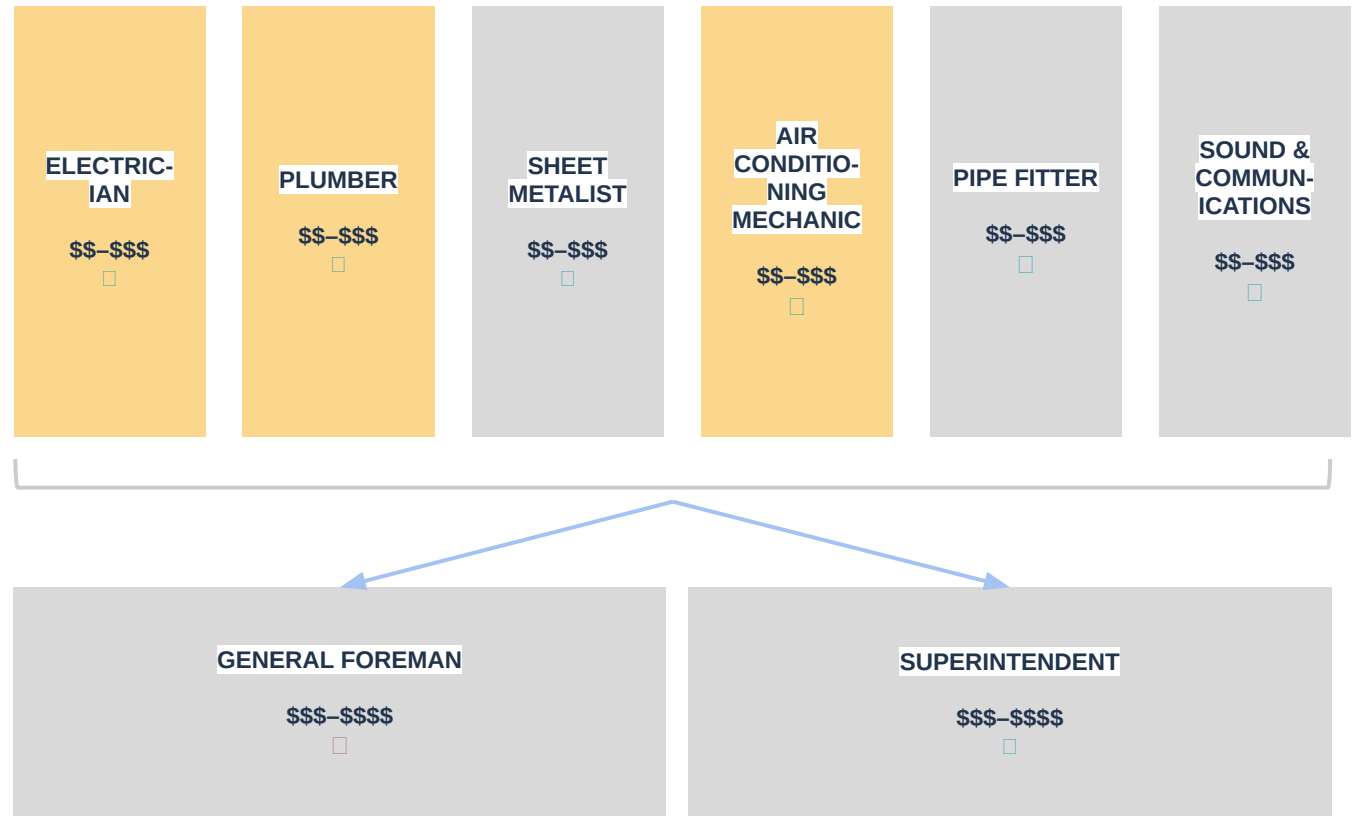 ELECTRIC-
IAN
$$–$$$
PLUMBER
$$–$$$
SHEET
METALIST
$$–$$$
AIR
CONDITIO-
NING
MECHANIC
$$–$$$
PIPE FITTER
$$–$$$
SOUND &
COMMUN-
ICATIONS
$$–$$$
GENERAL FOREMAN
$$$–$$$$
SUPERINTENDENT
$$$–$$$$